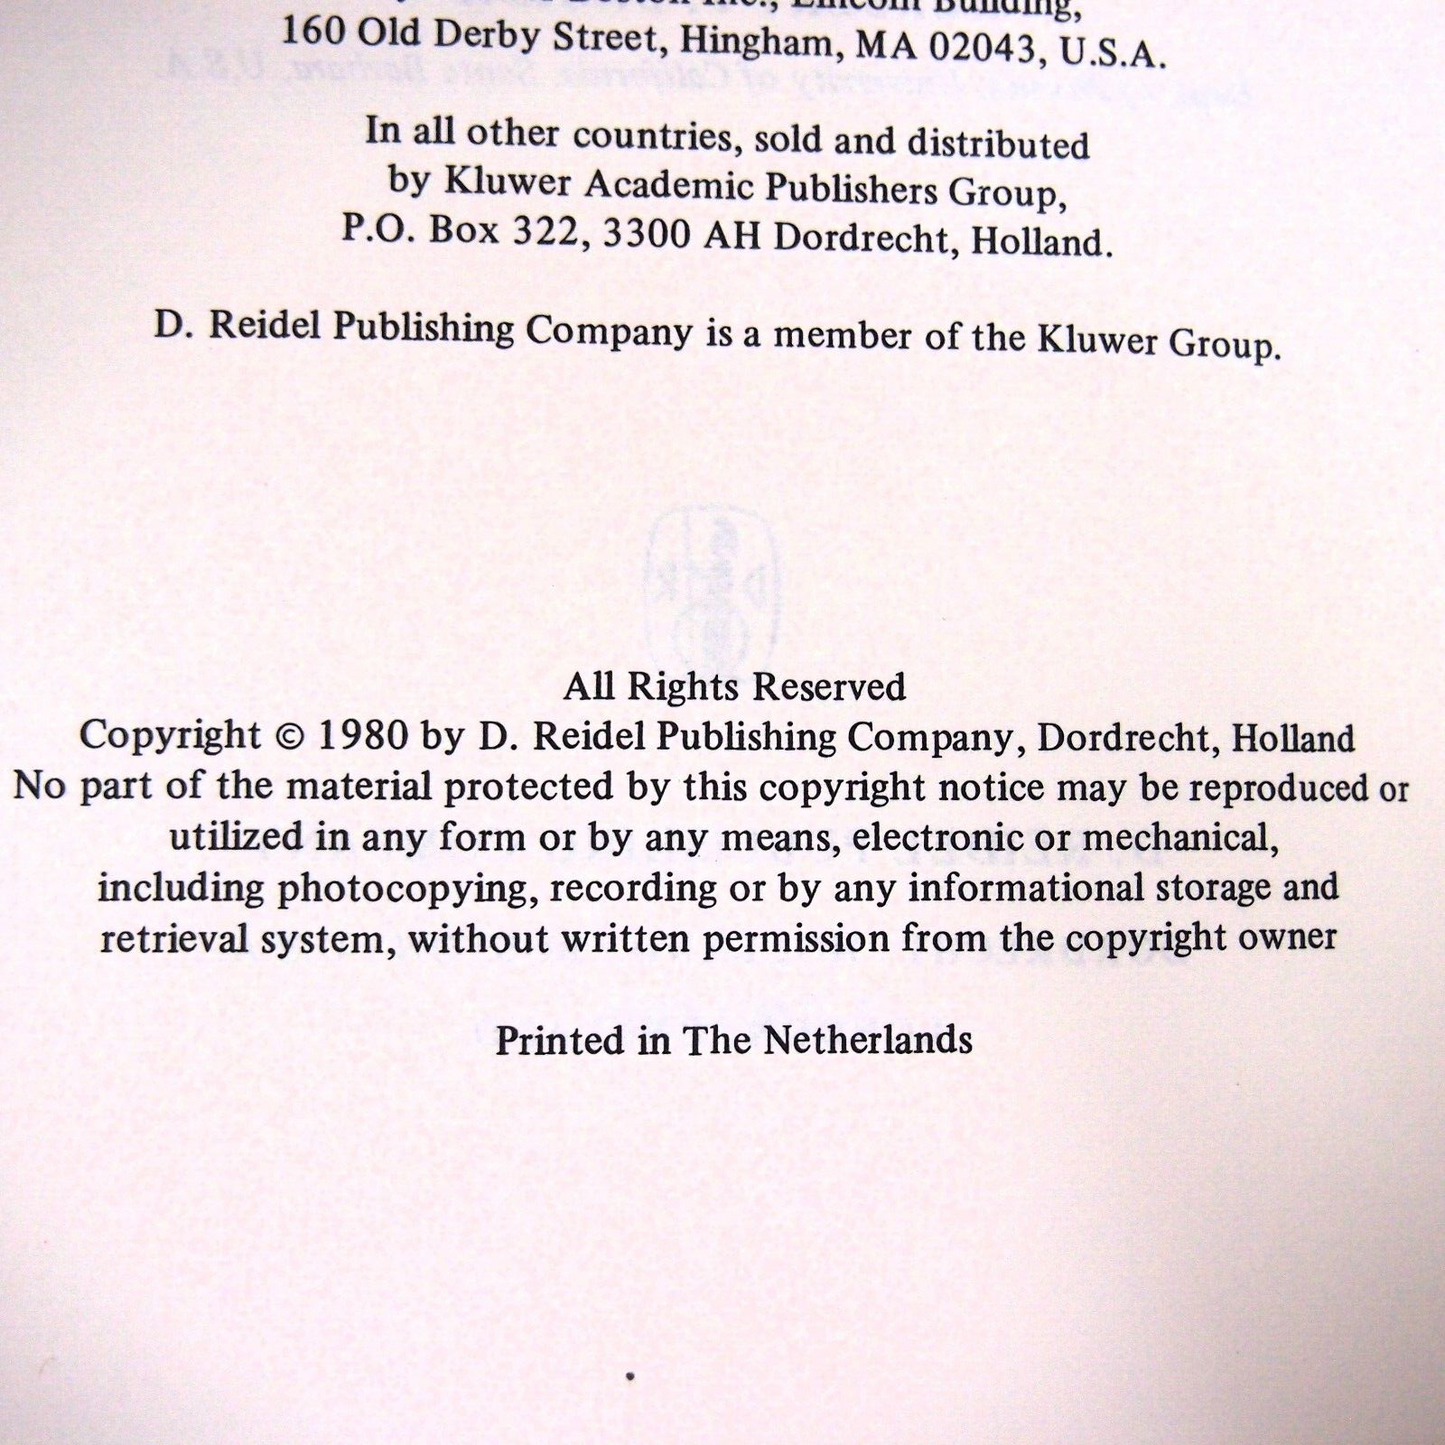 Boston Inc., Lincoln Building,
160 Old Derby Street, Hingham, MA 02043, U.S.A.
In all other countries, sold and distributed
by Kluwer Academic Publishers Group,
P.O. Box 322, 3300 AH Dordrecht, Holland.
D. Reidel Publishing Company is a member of the Kluwer Group.
All Rights Reserved
Copyright © 1980 by D. Reidel Publishing Company, Dordrecht, Holland
No part of the material protected by this copyright notice may be reproduced or
utilized in any form or by any means, electronic or mechanical,
including photocopying, recording or by any informational storage and
retrieval system, without written permission from the copyright owner
Printed in The Netherlands